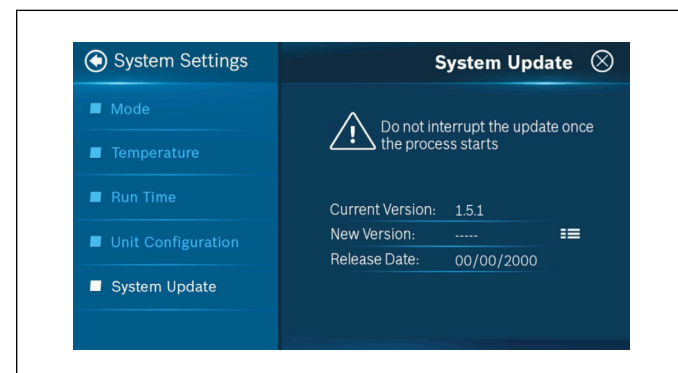 System Settings
Mode
Temperature
Run Time
Unit Configuration
System Update
System Update
Do not interrupt the update once
the process starts
Current Version: 1.5.1
New Version: -----
Release Date: 00/00/2000